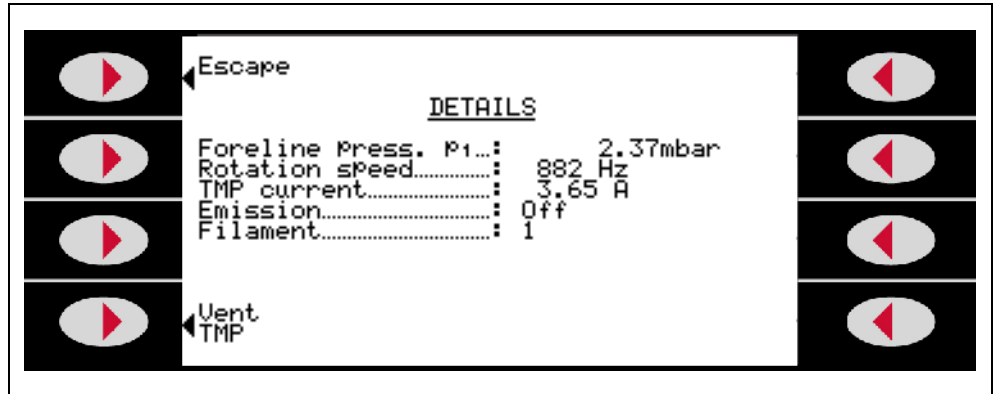 Escape
DETAILS
Foreline Press. P1…: 2.37mbar
Rotation speed……………: 882 Hz
TMP current…………………: 3.65 A
Emission…………………………: Off
Filament…………………………: 1
Vent
TMP